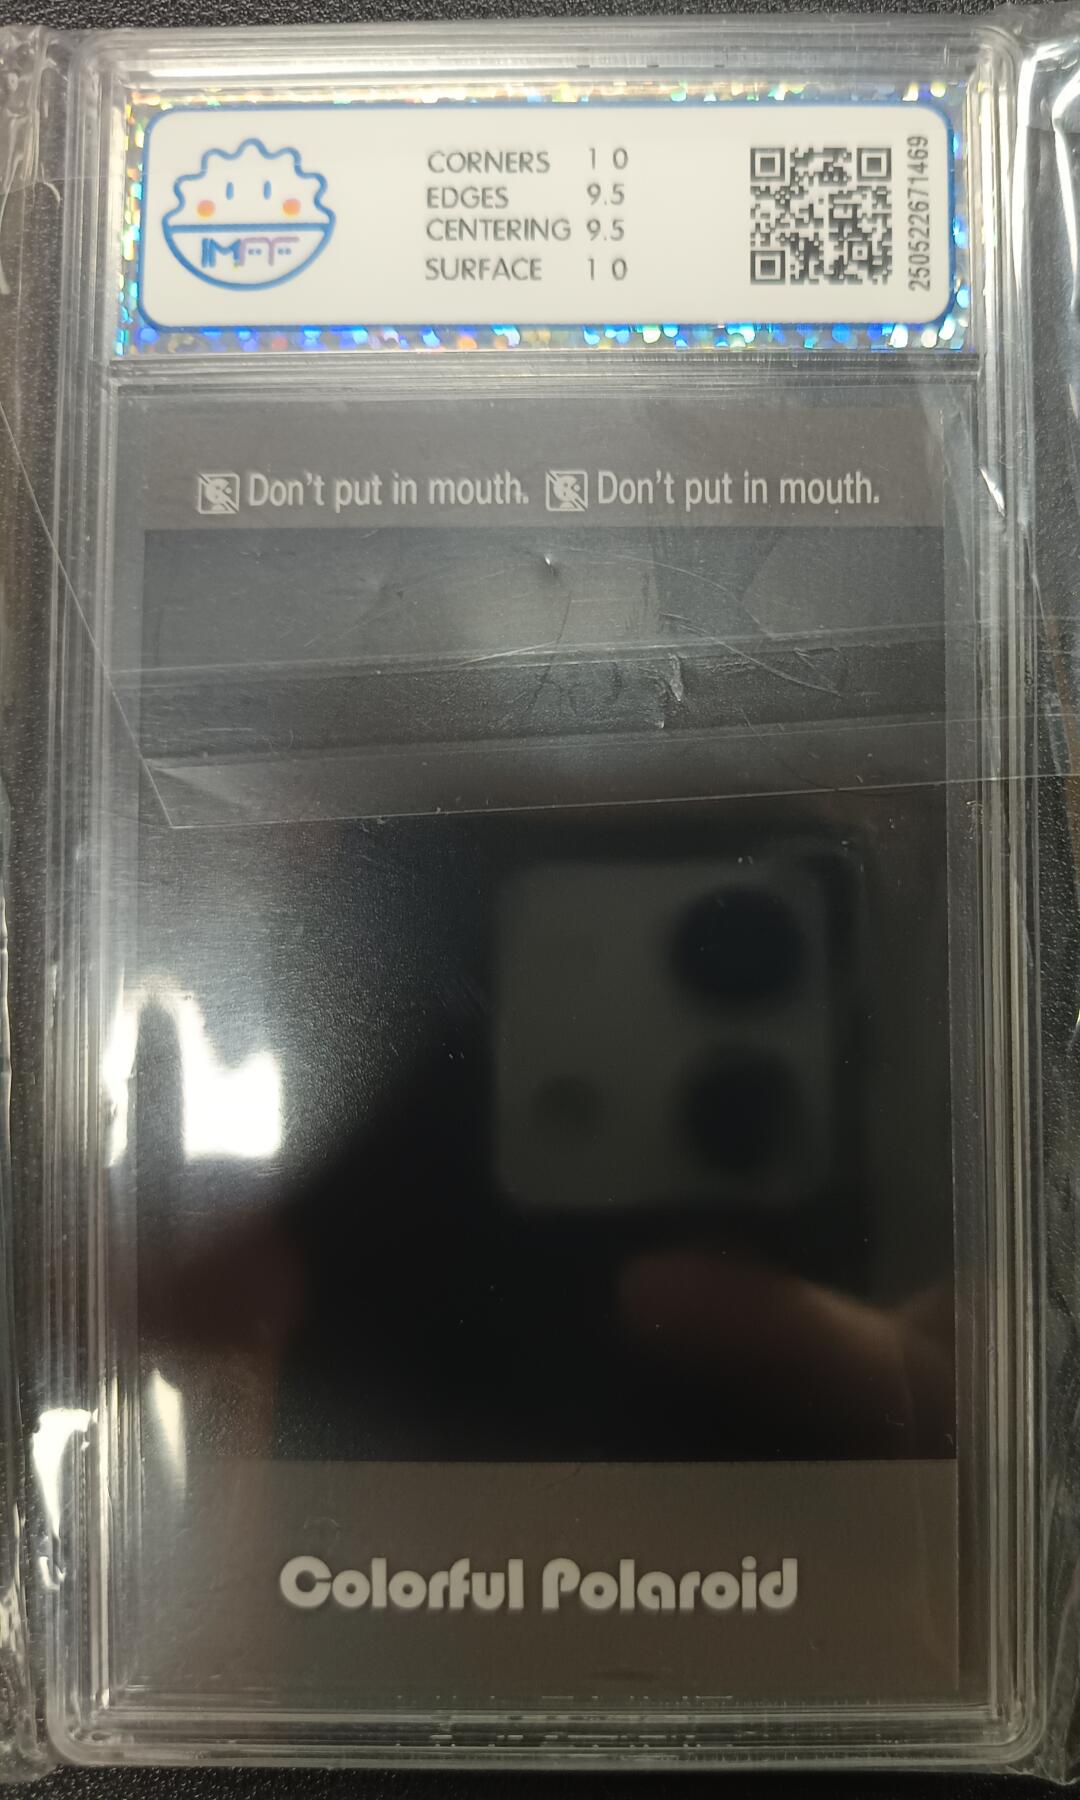 IMFF
CORNERS 10
EDGES 9.5
CENTERING 9.5
SURFACE 10
2505222671469
Don't put in mouth. Don't put in mouth.
Colorful Polaroid